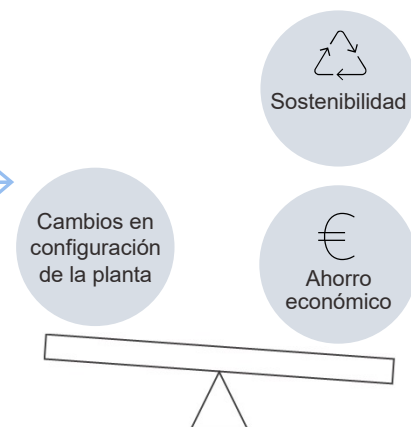 Sostenibilidad
Cambios en
configuración
de la planta
€
Ahorro
económico